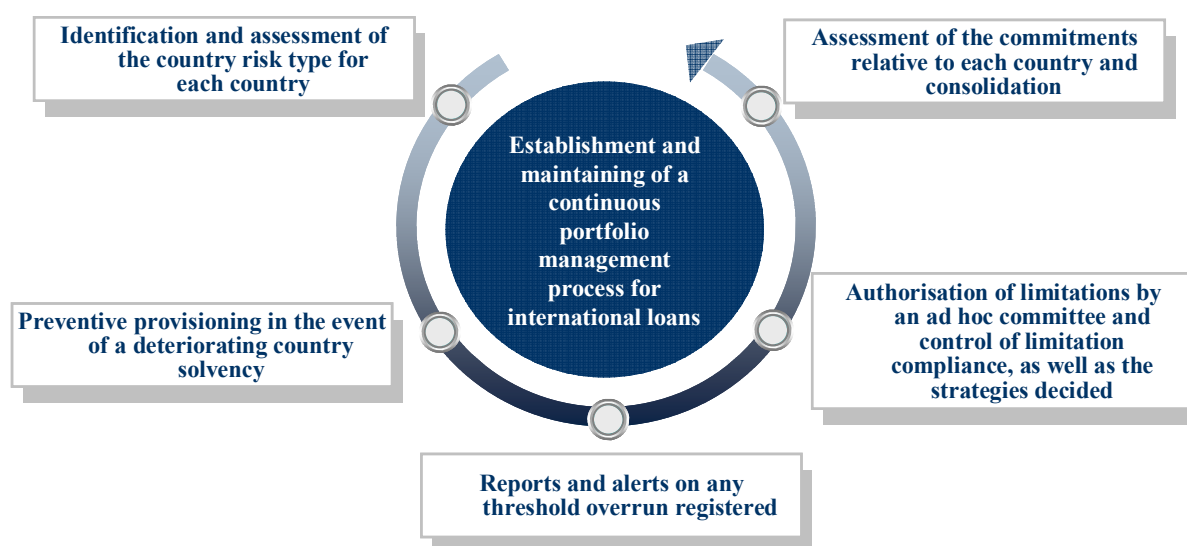 Identification and assessment of
the country risk type for
each country
Assessment of the commitments
relative to each country and
consolidation
Establishment and
maintaining of a
continuous
portfolio
management
process for
international loans
Preventive provisioning in the event
of a deteriorating country
solvency
Authorisation of limitations by
an ad hoc committee and
control of limitation
compliance, as well as the
strategies decided
Reports and alerts on any
threshold overrun registered